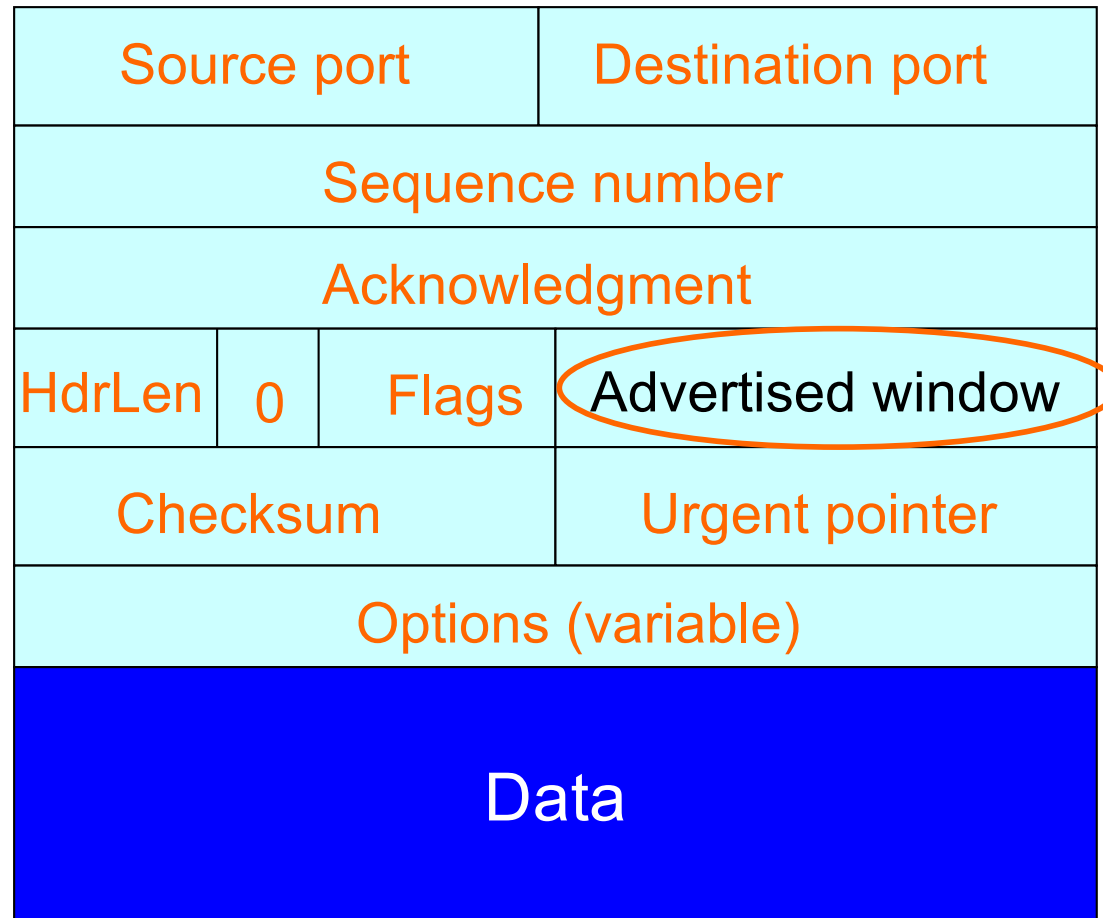 Source port Destination port
Sequence number
Acknowledgment
HdrLen 0 Flags Advertised window
Checksum Urgent pointer
Options (variable)
Data